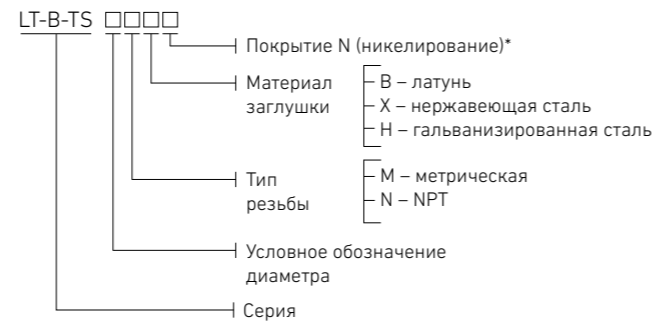 LT-B-TS □□□□
Покрытие N (никелирование)*
Материал
заглушки
B – латунь
X – нержавеющая сталь
H – гальванизированная сталь
Тип
резьбы
M – метрическая
N – NPT
Условное обозначение
диаметра
Серия